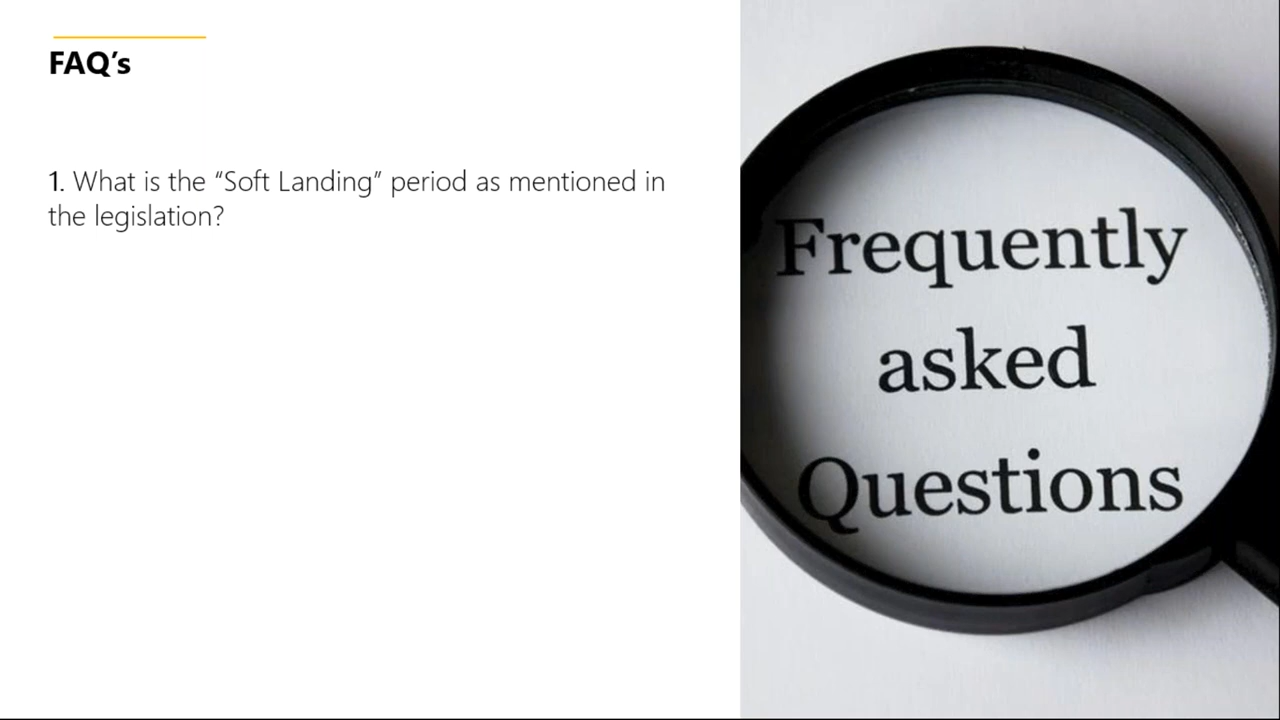 FAQ’s
1. What is the “Soft Landing” period as mentioned in
the legislation?
Frequently
asked
Questions